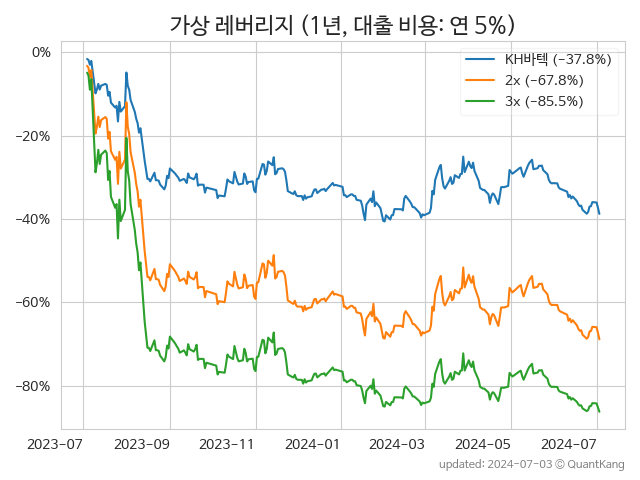 가상 레버리지 (1년, 대출 비용: 연 5%)
KH바텍 (−37.8%)
2x (−67.8%)
3x (−85.5%)
0%
−20%
−40%
−60%
−80%
2023-07 2023-09 2023-11 2024-01 2024-03 2024-05 2024-07
updated: 2024-07-03 © QuantKang